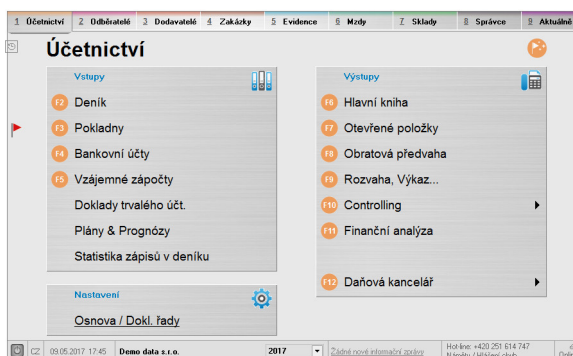 1 Účetnictví 2 Odběratelé 3 Dodavatelé 4 Zakázky 5 Evidence 6 Mzdy 7 Sklady 8 Správce 9 Aktuálně
Účetnictví
Vstupy
F2 Deník
F3 Pokladny
F4 Bankovní účty
F5 Vzájemné zápočty
Doklady trvalého účt.
Plány & Prognózy
Statistika zápisů v deníku
Nastavení
Osnova / Dokl. řady
Výstupy
F6 Hlavní kniha
F7 Otevřené položky
F8 Obratová předvaha
F9 Rozvaha, Výkaz...
F10 Controlling
F11 Finanční analýza
F12 Daňová kancelář
CZ 09.05.2017 17:45 Demo data s.r.o. 2017 Žádné nové informační zprávy Hot-line: +420 251 614 747